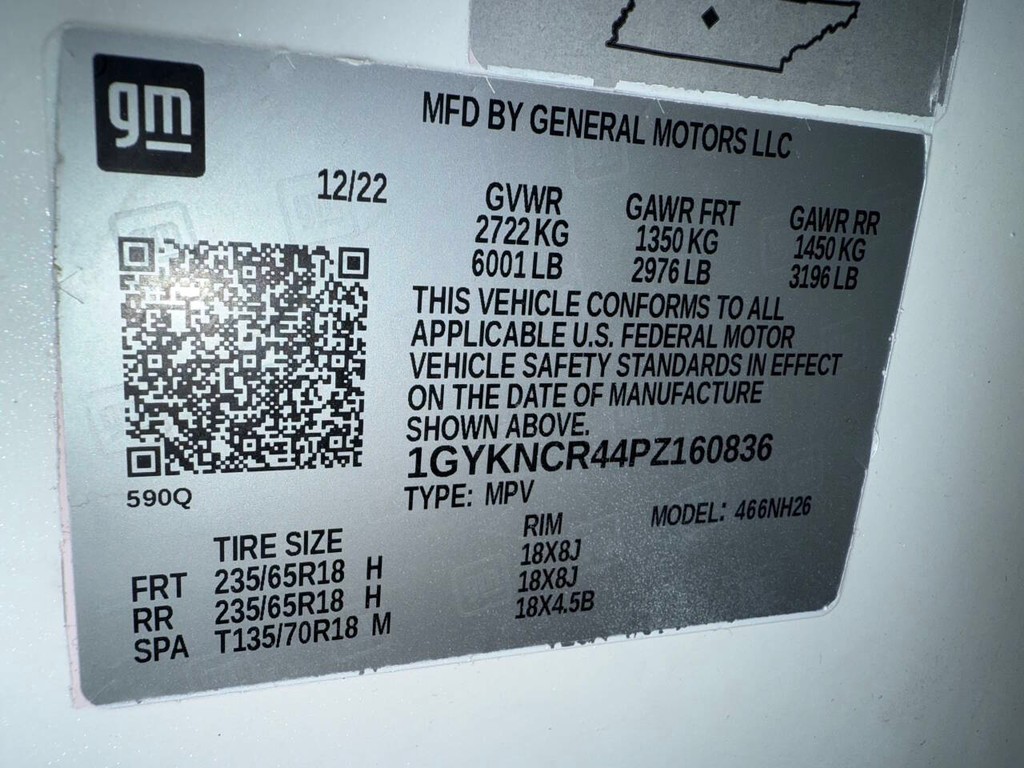 gm
MFD BY GENERAL MOTORS LLC
12/22
GVWR GAWR FRT GAWR RR
2722 KG 1350 KG 1450 KG
6001 LB 2976 LB 3196 LB
THIS VEHICLE CONFORMS TO ALL
APPLICABLE U.S. FEDERAL MOTOR
VEHICLE SAFETY STANDARDS IN EFFECT
ON THE DATE OF MANUFACTURE
SHOWN ABOVE.
1GYKNCR44PZ160836
590Q
TYPE: MPV MODEL: 466NH26
TIRE SIZE RIM
FRT 235/65R18 H 18X8J
RR 235/65R18 H 18X8J
SPA T135/70R18 M 18X4.5B